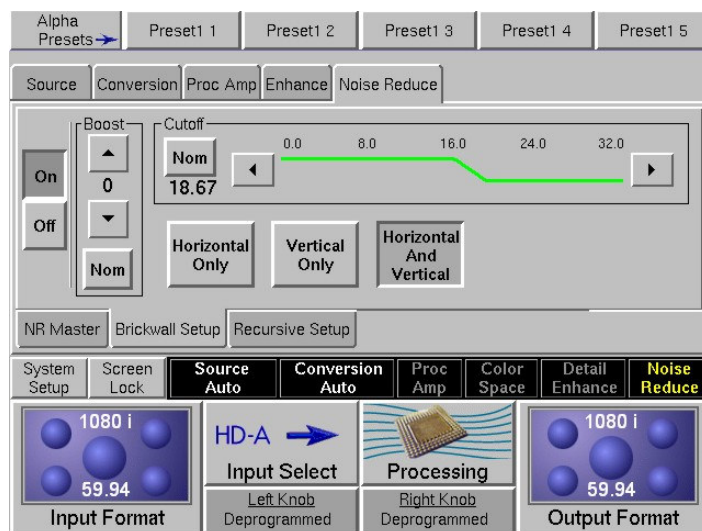 Alpha Presets Preset1 1 Preset1 2 Preset1 3 Preset1 4 Preset1 5
Source Conversion Proc Amp Enhance Noise Reduce
Boost Cutoff
0.0 8.0 16.0 24.0 32.0
On
0
Nom
18.67
Off
Nom
Horizontal Only
Vertical Only
Horizontal And Vertical
NR Master Brickwall Setup Recursive Setup
System Setup
Screen Lock
Source Auto
Conversion Auto
Proc Amp
Color Space
Detail Enhance
Noise Reduce
1080 i
59.94
Input Format
HD-A
Input Select
Left Knob
Deprogrammed
Processing
Right Knob
Deprogrammed
1080 i
59.94
Output Format